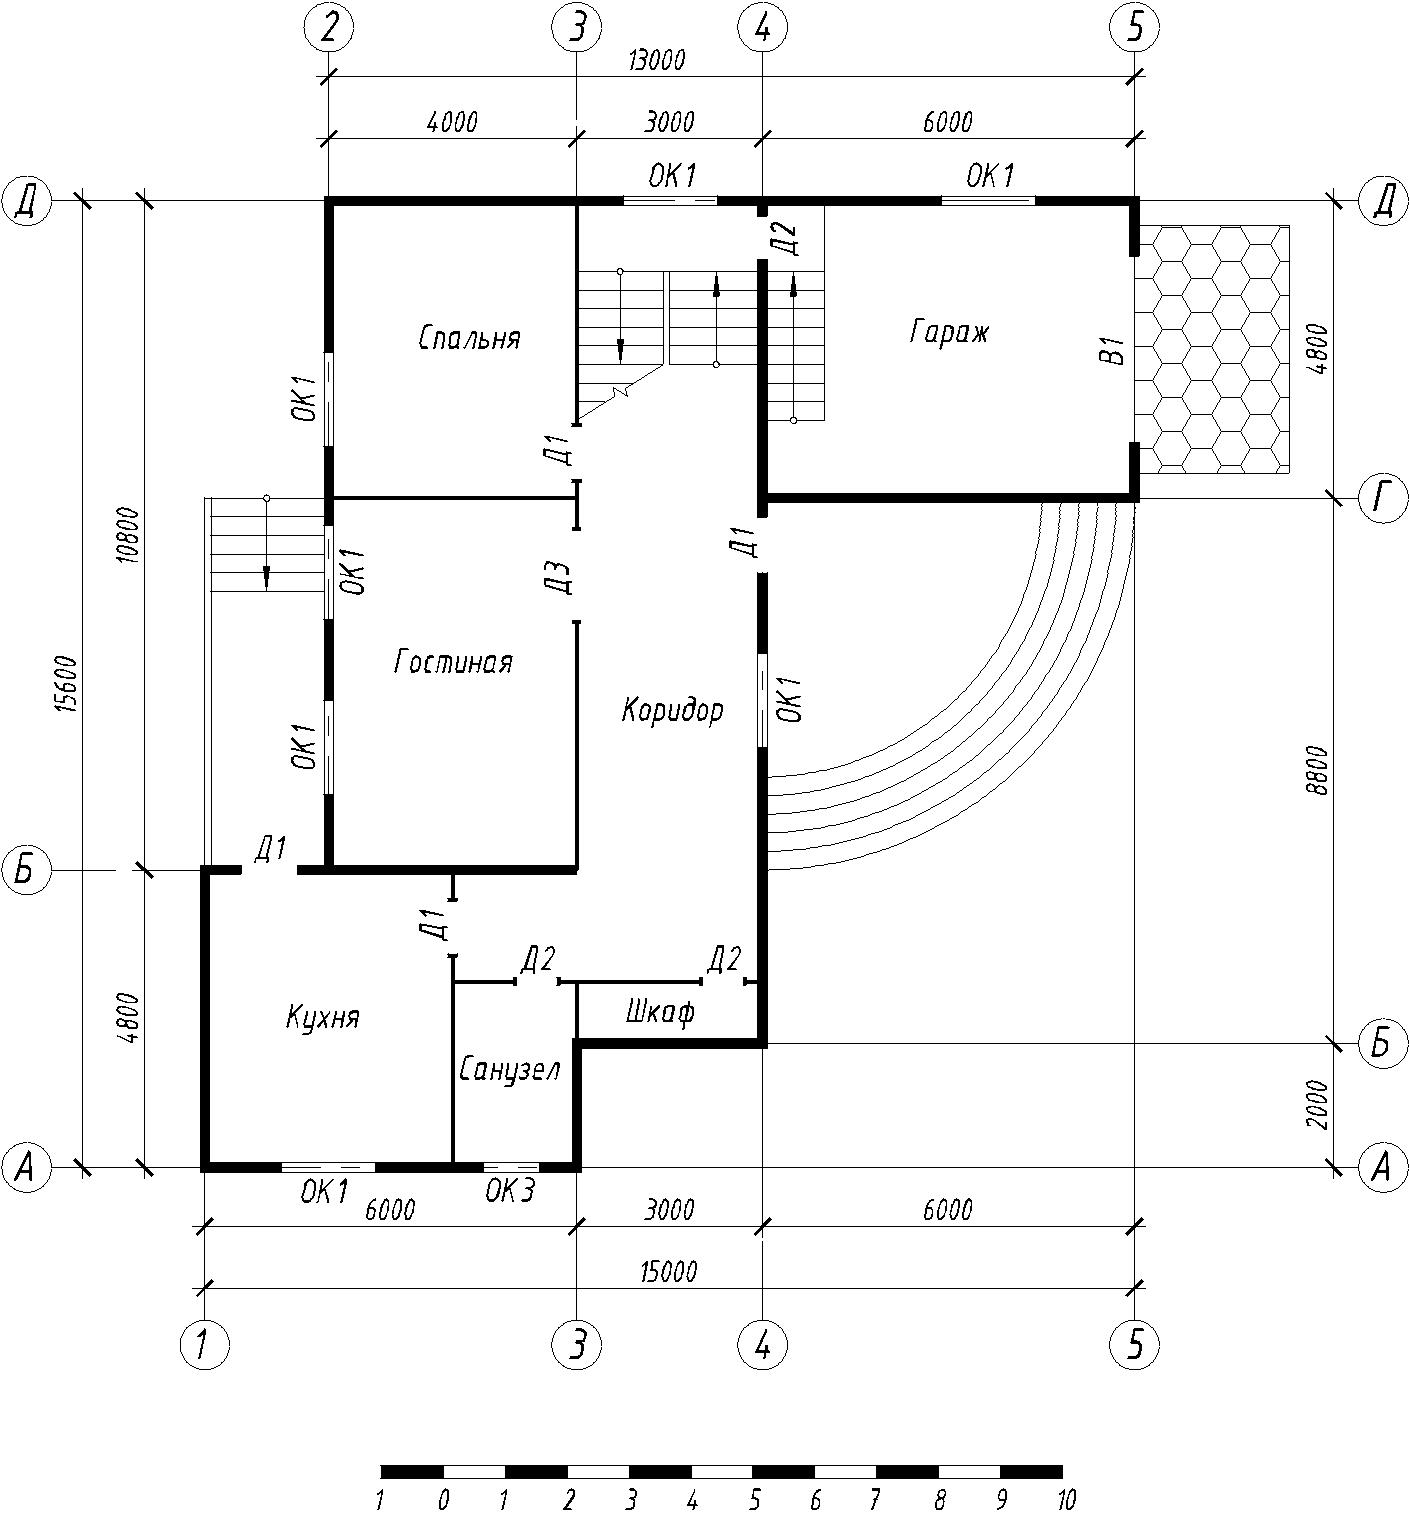 2 3 4 5
13000
4000 3000 6000
ОК1 ОК1
Д Д
Д2
Спальня Гараж
В1 4800
ОК1
Д1
Г
10800 ОК1 Д3 Д1
Гостиная
15600
Коридор ОК1
ОК1 8800
Д1
Б
Д1
Д2 Д2
4800 Кухня Шкаф
Б
Санузел
2000
А А
ОК1 ОК3
6000 3000 6000
15000
1 3 4 5
1 0 1 2 3 4 5 6 7 8 9 10